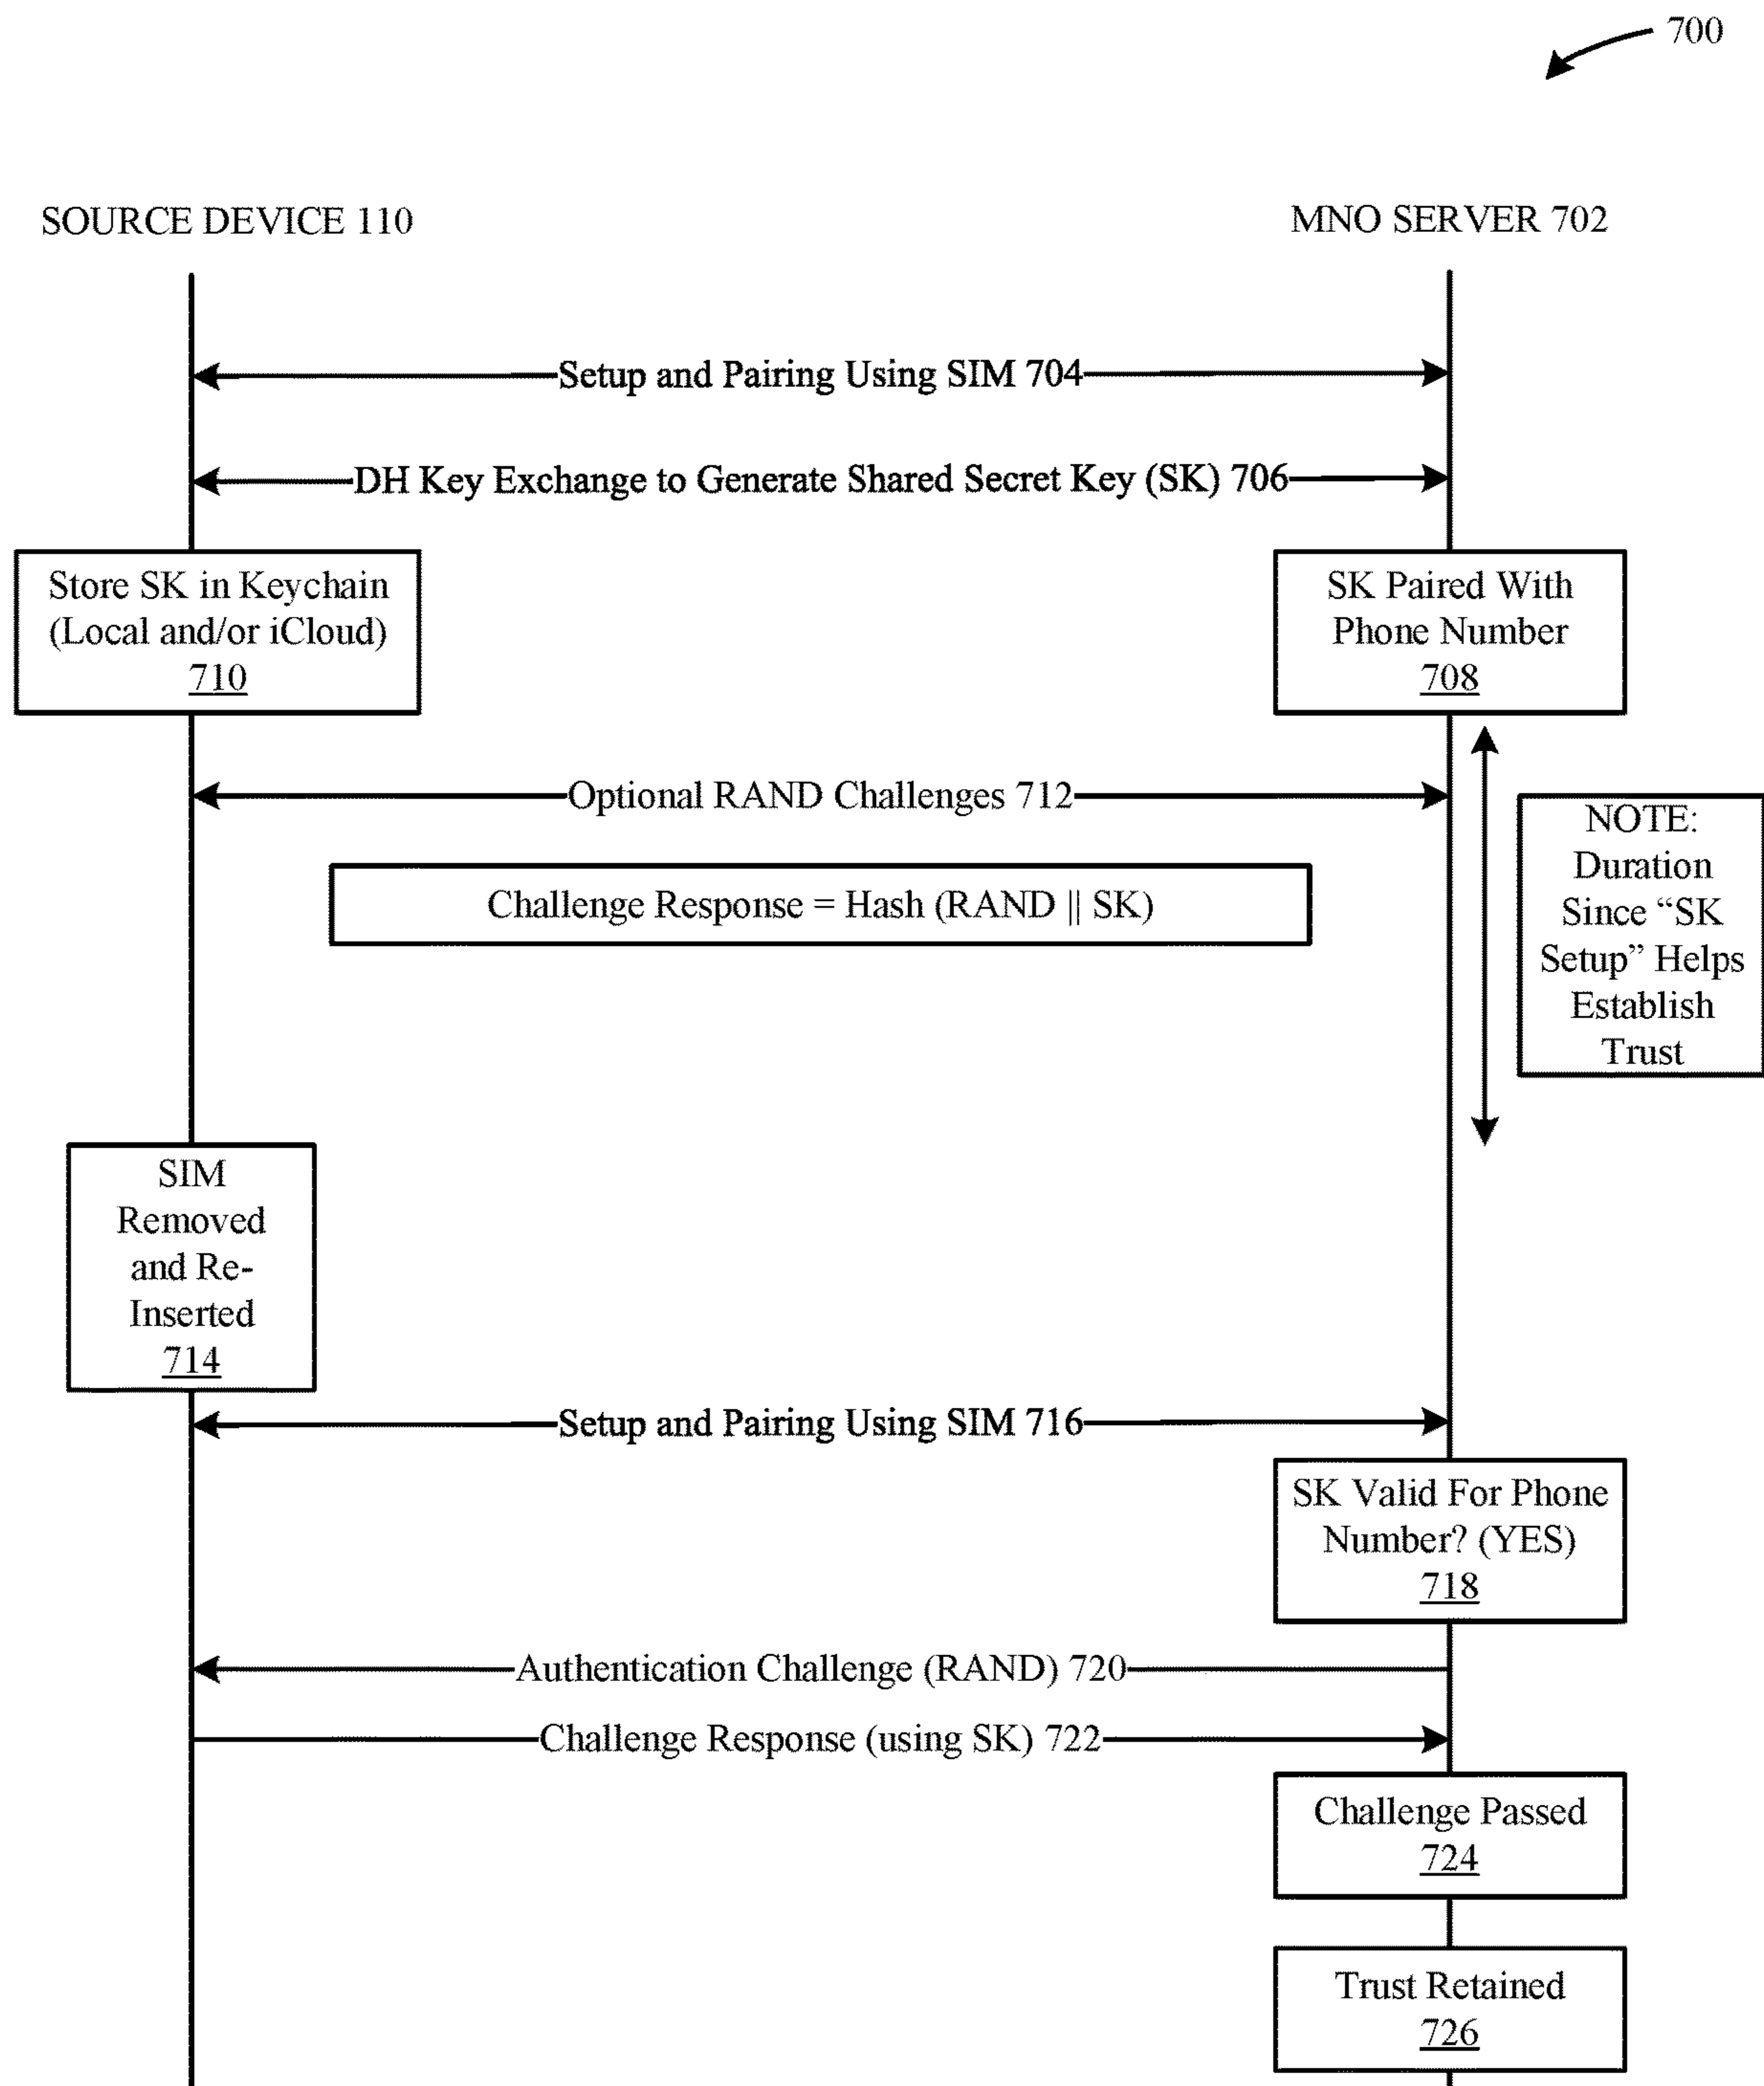 700
SOURCE DEVICE 110
MNO SERVER 702
Setup and Pairing Using SIM 704
DH Key Exchange to Generate Shared Secret Key (SK) 706
Store SK in Keychain
(Local and/or iCloud)
710
SK Paired With
Phone Number
708
Optional RAND Challenges 712
NOTE:
Duration
Since “SK
Setup” Helps
Establish
Trust
Challenge Response = Hash (RAND || SK)
SIM
Removed
and Re-
Inserted
714
Setup and Pairing Using SIM 716
SK Valid For Phone
Number? (YES)
718
Authentication Challenge (RAND) 720
Challenge Response (using SK) 722
Challenge Passed
724
Trust Retained
726